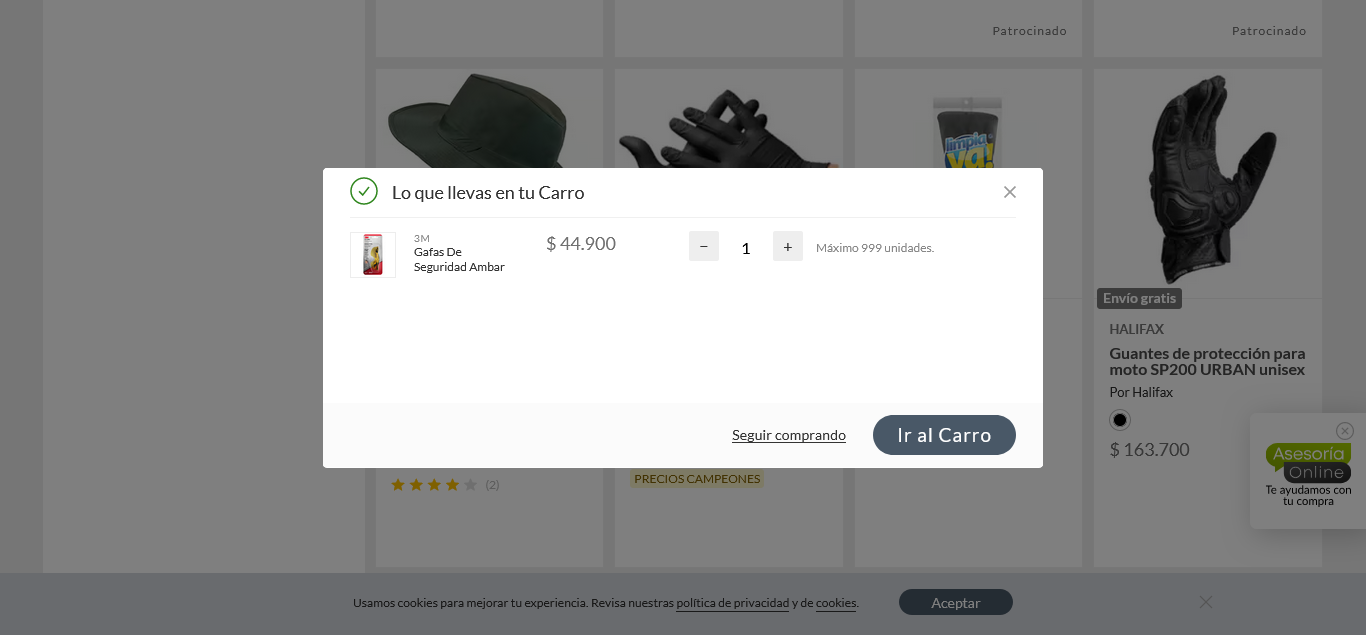 Patrocinado
Patrocinado
limpia
ya!
Lo que llevas en tu Carro
3M
Gafas De
Seguridad Ambar
$ 44.900
−
1
+
Máximo 999 unidades.
Seguir comprando
Ir al Carro
Envío gratis
HALIFAX
Guantes de protección para
moto SP200 URBAN unisex
Por Halifax
$ 163.700
(2)
PRECIOS CAMPEONES
Asesoría
Online
Te ayudamos con
tu compra
Usamos cookies para mejorar tu experiencia. Revisa nuestras política de privacidad y de cookies.
Aceptar